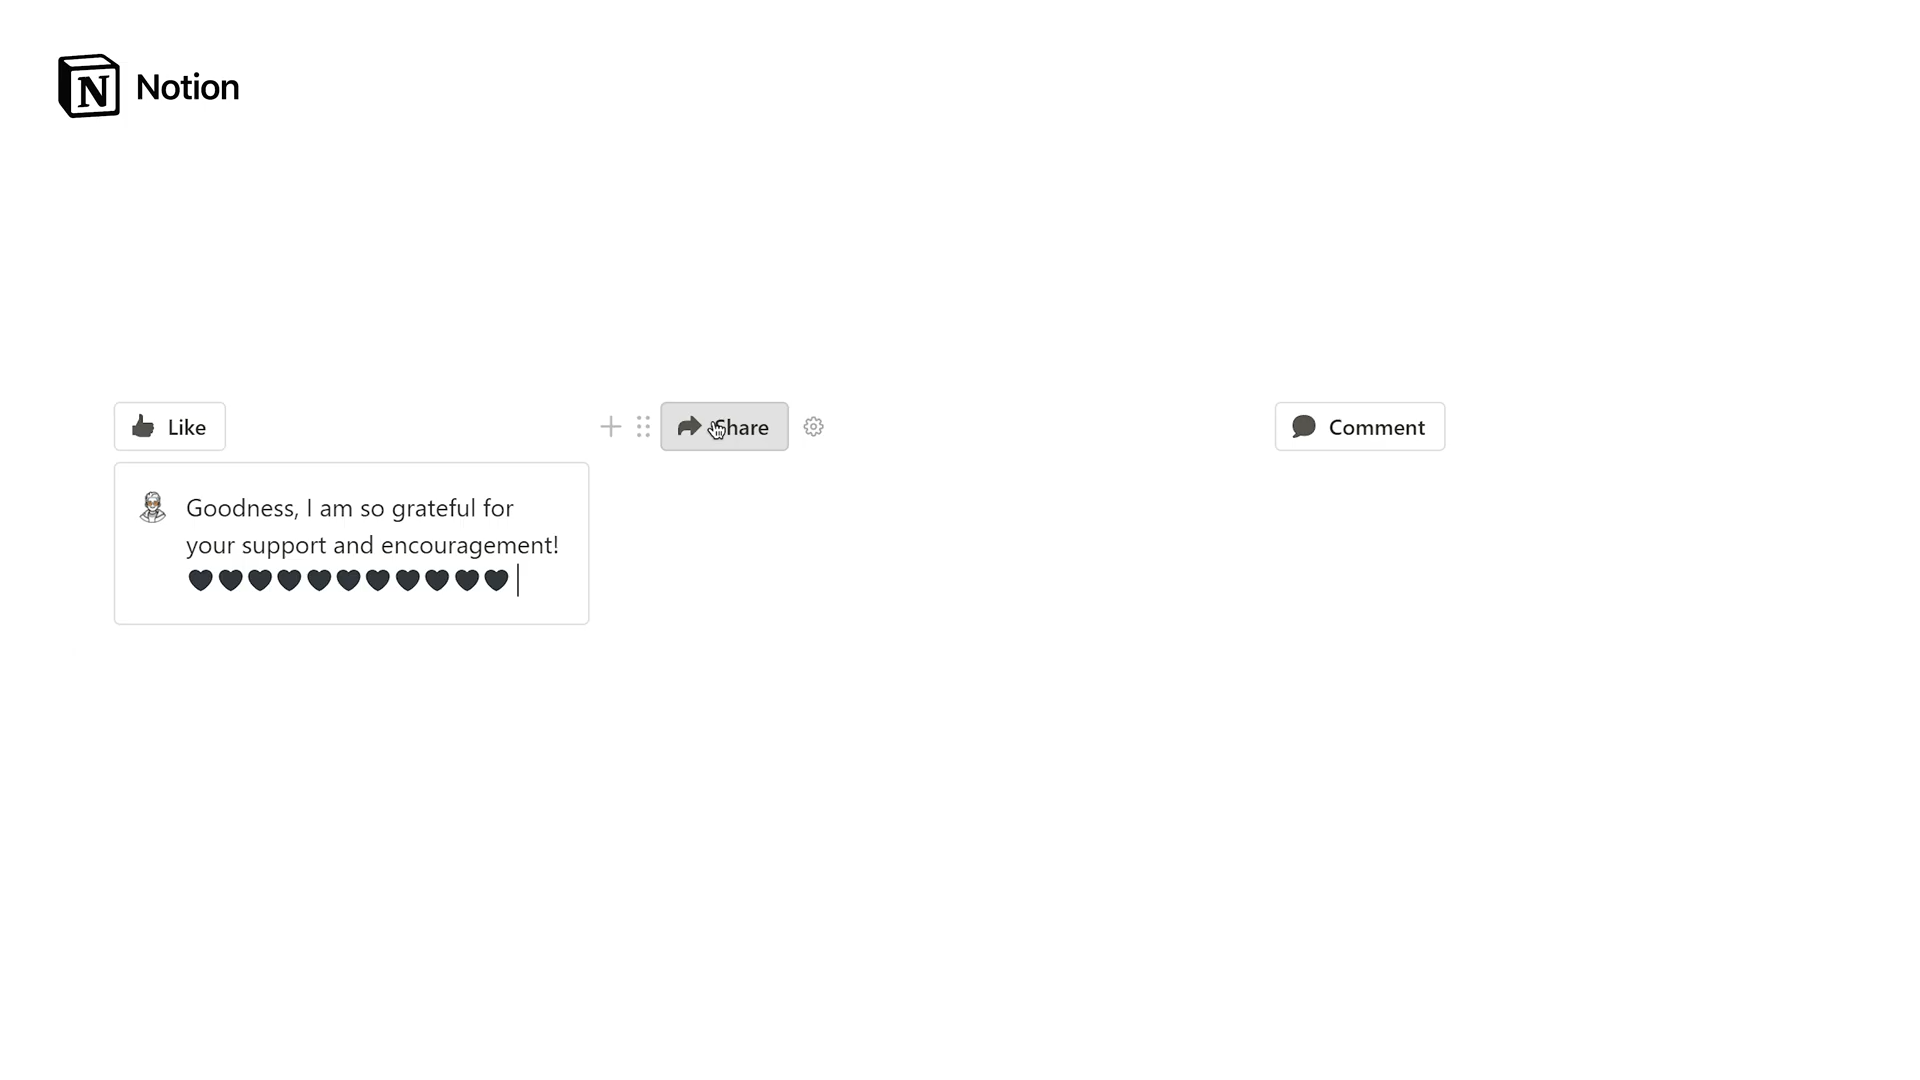 Notion
Like
Share
Comment
Goodness, I am so grateful for
your support and encouragement!
🖤🖤🖤🖤🖤🖤🖤🖤🖤🖤🖤